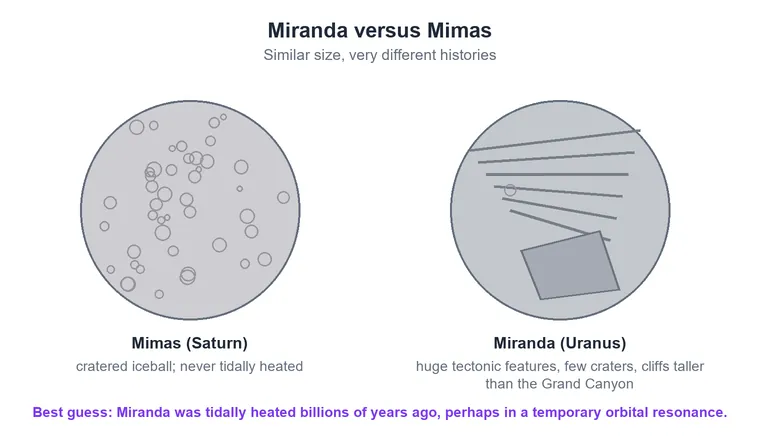 Miranda versus Mimas
Similar size, very different histories
Mimas (Saturn)
cratered iceball; never tidally heated
Miranda (Uranus)
huge tectonic features, few craters, cliffs taller
than the Grand Canyon
Best guess: Miranda was tidally heated billions of years ago, perhaps in a temporary orbital resonance.